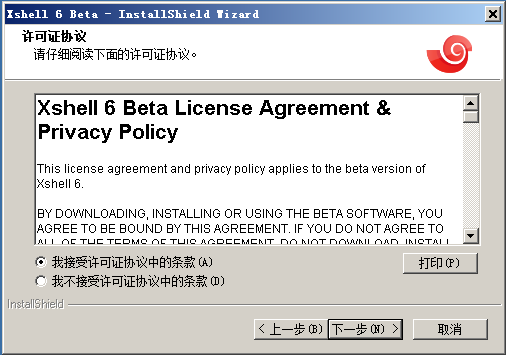 Xshell 6 Beta - InstallShield Wizard
许可证协议
请仔细阅读下面的许可证协议。
Xshell 6 Beta License Agreement &
Privacy Policy
This license agreement and privacy policy applies to the beta version of
Xshell 6.
BY DOWNLOADING, INSTALLING OR USING THE BETA SOFTWARE, YOU
AGREE TO BE BOUND BY THIS AGREEMENT. IF YOU DO NOT AGREE TO
ALL OF THE TERMS OF THIS AGREEMENT, DO NOT DOWNLOAD, INSTALL
我接受许可证协议中的条款(A)
打印(P)
我不接受许可证协议中的条款(D)
InstallShield
< 上一步(B)
下一步(N) >
取消